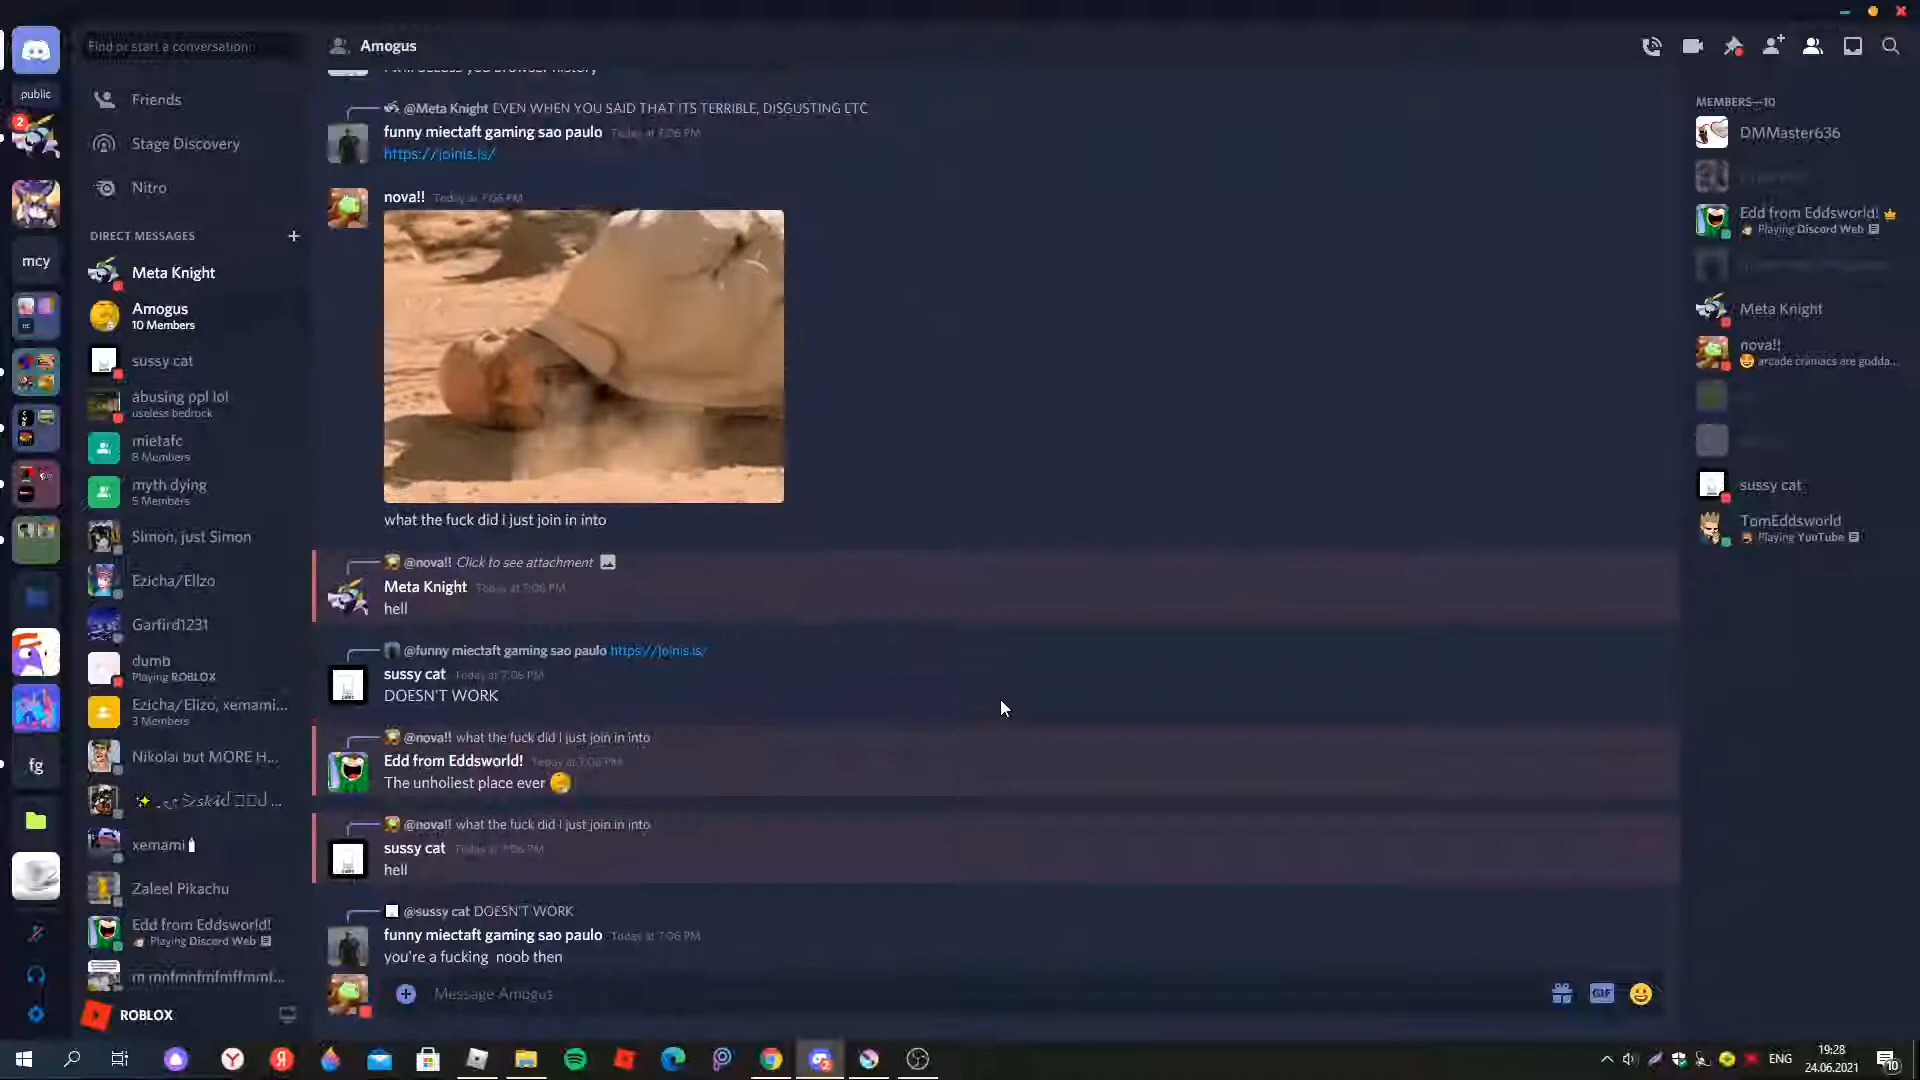 Find or start a conversation
Amogus
public
Friends
Stage Discovery
Nitro
DIRECT MESSAGES
Meta Knight
Amogus
10 Members
sussy cat
abusing ppl lol
useless bedrock
mietafc
8 Members
myth dying
5 Members
Simon, just Simon
Ezicha/Elizo
Garfird1231
dumb
Playing ROBLOX
Ezicha/Elizo, xemami...
3 Members
Nikolai but MORE H...
xemami
Zaleel Pikachu
Edd from Eddsworld!
Playing Discord Web
ROBLOX
2
mcy
fg
@Meta Knight EVEN WHEN YOU SAID THAT ITS TERRIBLE, DISGUSTING ETC
funny miectaft gaming sao paulo Today at 7:06 PM
https://joinis.is/
nova!! Today at 7:06 PM
what the fuck did I just join in into
@nova!! Click to see attachment
Meta Knight Today at 7:06 PM
hell
@funny miectaft gaming sao paulo https://joinis.is/
sussy cat Today at 7:06 PM
DOESN'T WORK
@nova!! what the fuck did I just join in into
Edd from Eddsworld! Today at 7:06 PM
The unholiest place ever
@nova!! what the fuck did I just join in into
sussy cat Today at 7:06 PM
hell
@sussy cat DOESN'T WORK
funny miectaft gaming sao paulo Today at 7:06 PM
you're a fucking noob then
Message Amogus
GIF
MEMBERS—10
DMMaster636
Edd from Eddsworld!
Playing Discord Web
Meta Knight
nova!!
arcade craniacs are godda...
sussy cat
TomEddsworld
Playing YouTube
ENG
19:28
24.06.2021
10